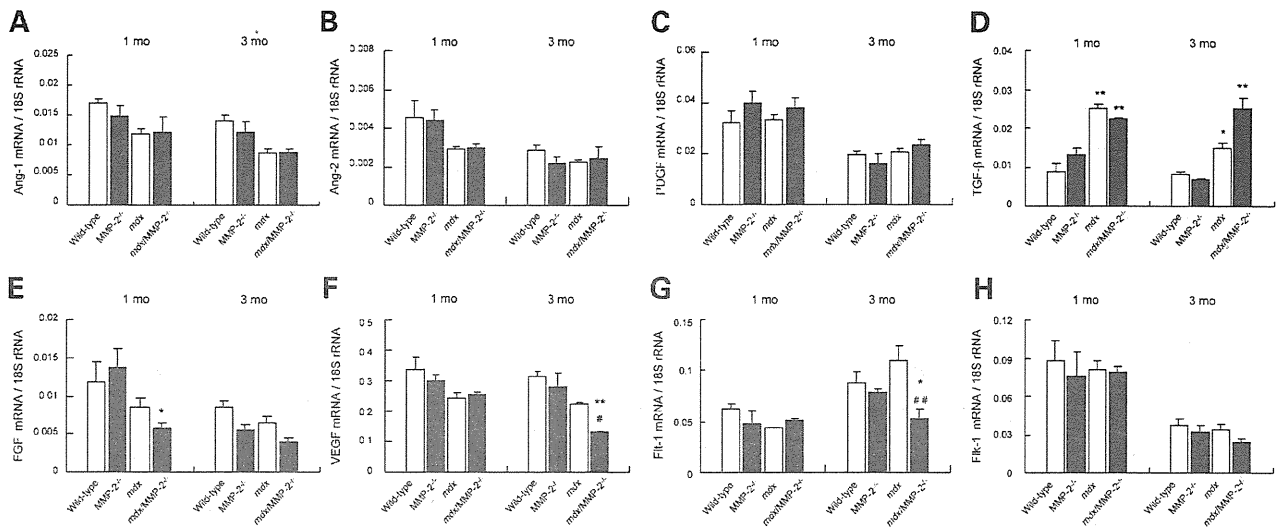 A
1 mo
3 mo
*
Ang-1 mRNA / 18S rRNA
0.025
0.02
0.015
0.01
0.005
0
Wild-type
MMP-2-/-
mdx
mdx/MMP-2-/-
Wild-type
MMP-2-/-
mdx
mdx/MMP-2-/-
B
1 mo
3 mo
Ang-2 mRNA / 18S rRNA
0.008
0.006
0.004
0.002
0
Wild-type
MMP-2-/-
mdx
mdx/MMP-2-/-
Wild-type
MMP-2-/-
mdx
mdx/MMP-2-/-
C
1 mo
3 mo
PDGF mRNA / 18S rRNA
0.06
0.04
0.02
0
Wild-type
MMP-2-/-
mdx
mdx/MMP-2-/-
Wild-type
MMP-2-/-
mdx
mdx/MMP-2-/-
D
1 mo
3 mo
TGF-β mRNA / 18S rRNA
0.04
0.03
0.02
0.01
0
**
**
*
**
Wild-type
MMP-2-/-
mdx
mdx/MMP-2-/-
Wild-type
MMP-2-/-
mdx
mdx/MMP-2-/-
E
1 mo
3 mo
FGF mRNA / 18S rRNA
0.02
0.015
0.01
0.005
0
*
Wild-type
MMP-2-/-
mdx
mdx/MMP-2-/-
Wild-type
MMP-2-/-
mdx
mdx/MMP-2-/-
F
1 mo
3 mo
VEGF mRNA / 18S rRNA
0.5
0.4
0.3
0.2
0.1
0
**
#
Wild-type
MMP-2-/-
mdx
mdx/MMP-2-/-
Wild-type
MMP-2-/-
mdx
mdx/MMP-2-/-
G
1 mo
3 mo
Flt-1 mRNA / 18S rRNA
0.15
0.1
0.05
0
*
##
Wild-type
MMP-2-/-
mdx
mdx/MMP-2-/-
Wild-type
MMP-2-/-
mdx
mdx/MMP-2-/-
H
1 mo
3 mo
Flk-1 mRNA / 18S rRNA
0.12
0.09
0.06
0.03
0.00
Wild-type
MMP-2-/-
mdx
mdx/MMP-2-/-
Wild-type
MMP-2-/-
mdx
mdx/MMP-2-/-